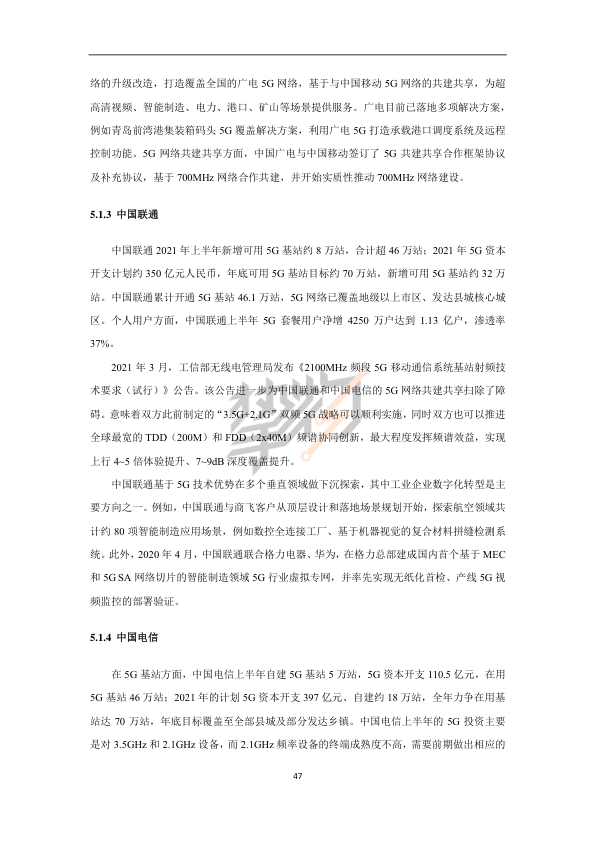 络的升级改造，打造覆盖全国的广电 5G 网络，基于与中国移动 5G 网络的共建共享，为超
高清视频、智能制造、电力、港口、矿山等场景提供服务。广电目前已落地多项解决方案，
例如青岛前湾港集装箱码头 5G 覆盖解决方案，利用广电 5G 打造承载港口调度系统及远程
控制功能。5G 网络共建共享方面，中国广电与中国移动签订了 5G 共建共享合作框架协议
及补充协议，基于 700MHz 网络合作共建，并开始实质性推动 700MHz 网络建设。
5.1.3 中国联通
中国联通 2021 年上半年新增可用 5G 基站约 8 万站，合计超 46 万站；2021 年 5G 资本
开支计划约 350 亿元人民币，年底可用 5G 基站目标约 70 万站，新增可用 5G 基站约 32 万
站。中国联通累计开通 5G 基站 46.1 万站，5G 网络已覆盖地级以上市区、发达县城核心城
区。个人用户方面，中国联通上半年 5G 套餐用户净增 4250 万户达到 1.13 亿户，渗透率
37%。
2021 年 3 月，工信部无线电管理局发布《2100MHz 频段 5G 移动通信系统基站射频技
术要求（试行）》公告。该公告进一步为中国联通和中国电信的 5G 网络共建共享扫除了障
碍。意味着双方此前制定的“3.5G+2.1G”双频 5G 战略可以顺利实施，同时双方也可以推进
全球最宽的 TDD（200M）和 FDD（2x40M）频谱协同创新，最大程度发挥频谱效益，实现
上行 4~5 倍体验提升、7~9dB 深度覆盖提升。
中国联通基于 5G 技术优势在多个垂直领域做下沉探索，其中工业企业数字化转型是主
要方向之一。例如，中国联通与商飞客户从顶层设计和落地场景规划开始，探索航空领域共
计约 80 项智能制造应用场景，例如数控全连接工厂、基于机器视觉的复合材料拼缝检测系
统。此外，2020 年 4 月，中国联通联合格力电器、华为，在格力总部建成国内首个基于 MEC
和 5G SA 网络切片的智能制造领域 5G 行业虚拟专网，并率先实现无纸化首检、产线 5G 视
频监控的部署验证。
5.1.4 中国电信
在 5G 基站方面，中国电信上半年自建 5G 基站 5 万站，5G 资本开支 110.5 亿元，在用
5G 基站 46 万站；2021 年的计划 5G 资本开支 397 亿元、自建约 18 万站，全年力争在用基
站达 70 万站，年底目标覆盖至全部县城及部分发达乡镇。中国电信上半年的 5G 投资主要
是对 3.5GHz 和 2.1GHz 设备，而 2.1GHz 频率设备的终端成熟度不高，需要前期做出相应的
47